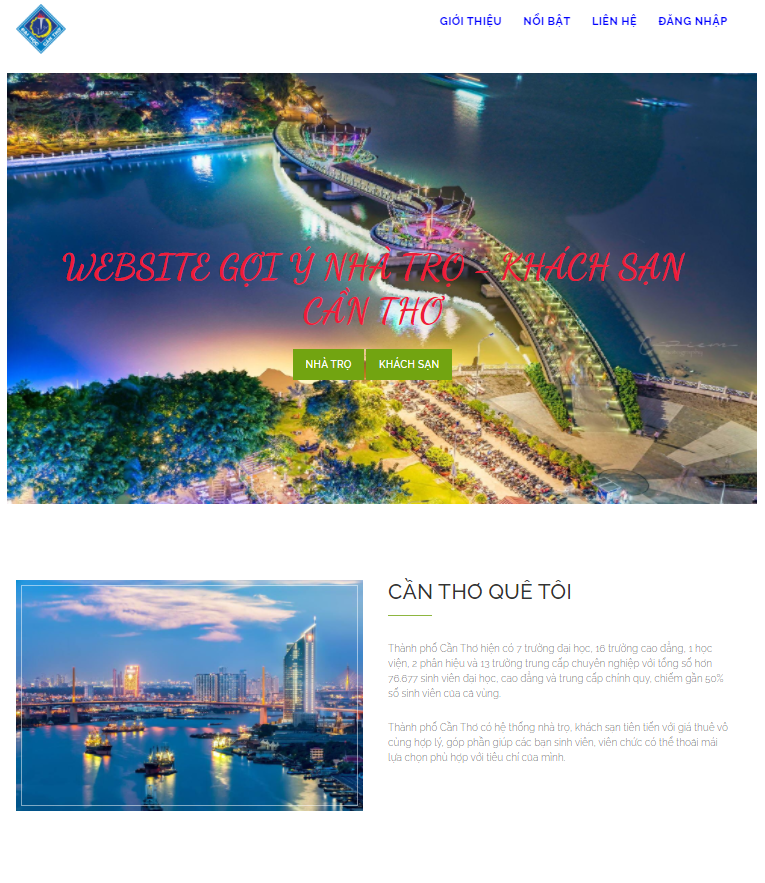 GIỚI THIỆU NỔI BẬT LIÊN HỆ ĐĂNG NHẬP
WEBSITE GỢI Ý NHÀ TRỌ - KHÁCH SẠN
CẦN THƠ
NHÀ TRỌ KHÁCH SẠN
CẦN THƠ QUÊ TÔI
Thành phố Cần Thơ hiện có 7 trường đại học, 16 trường cao đẳng, 1 học
viện, 2 phân hiệu và 13 trường trung cấp chuyên nghiệp với tổng số hơn
76.677 sinh viên đại học, cao đẳng và trung cấp chính quy, chiếm gần 50%
số sinh viên của cả vùng.
Thành phố Cần Thơ có hệ thống nhà trọ, khách sạn tiên tiến với giá thuê vô
cùng hợp lý, góp phần giúp các bạn sinh viên, viên chức có thể thoải mái
lựa chọn phù hợp với tiêu chí của mình.